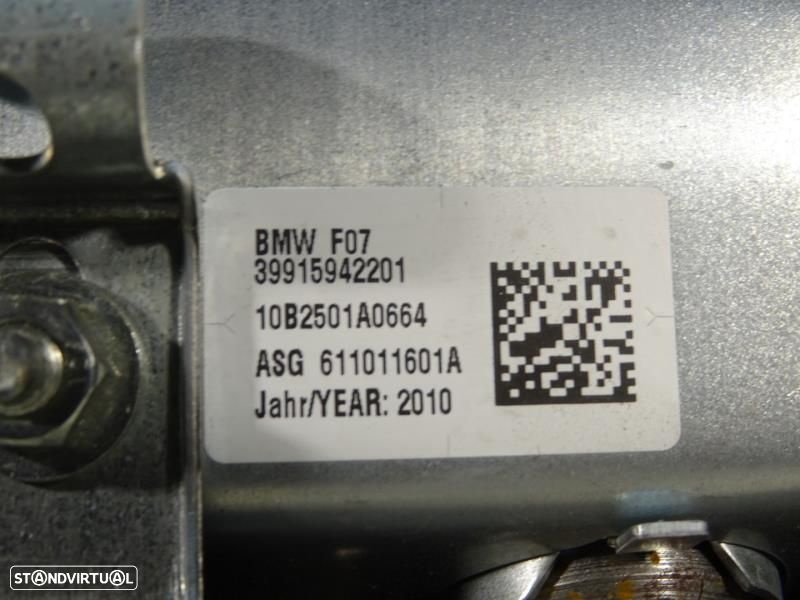 BMW F07
39915942201
10B2501A0664
ASG 611011601A
Jahr/YEAR: 2010
STANDVIRTUAL